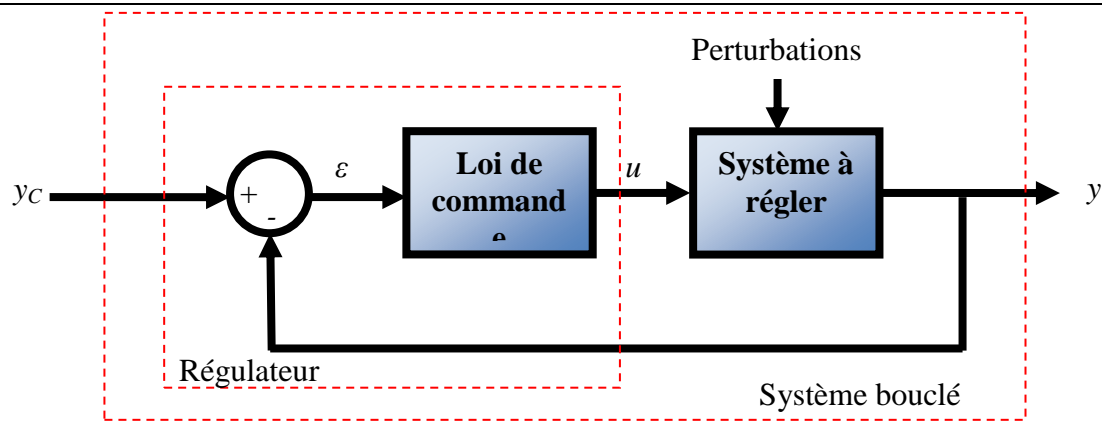 Perturbations
y_C
+
-
ε
Loi de
command
e
u
Système à
régler
y
Régulateur
Système bouclé